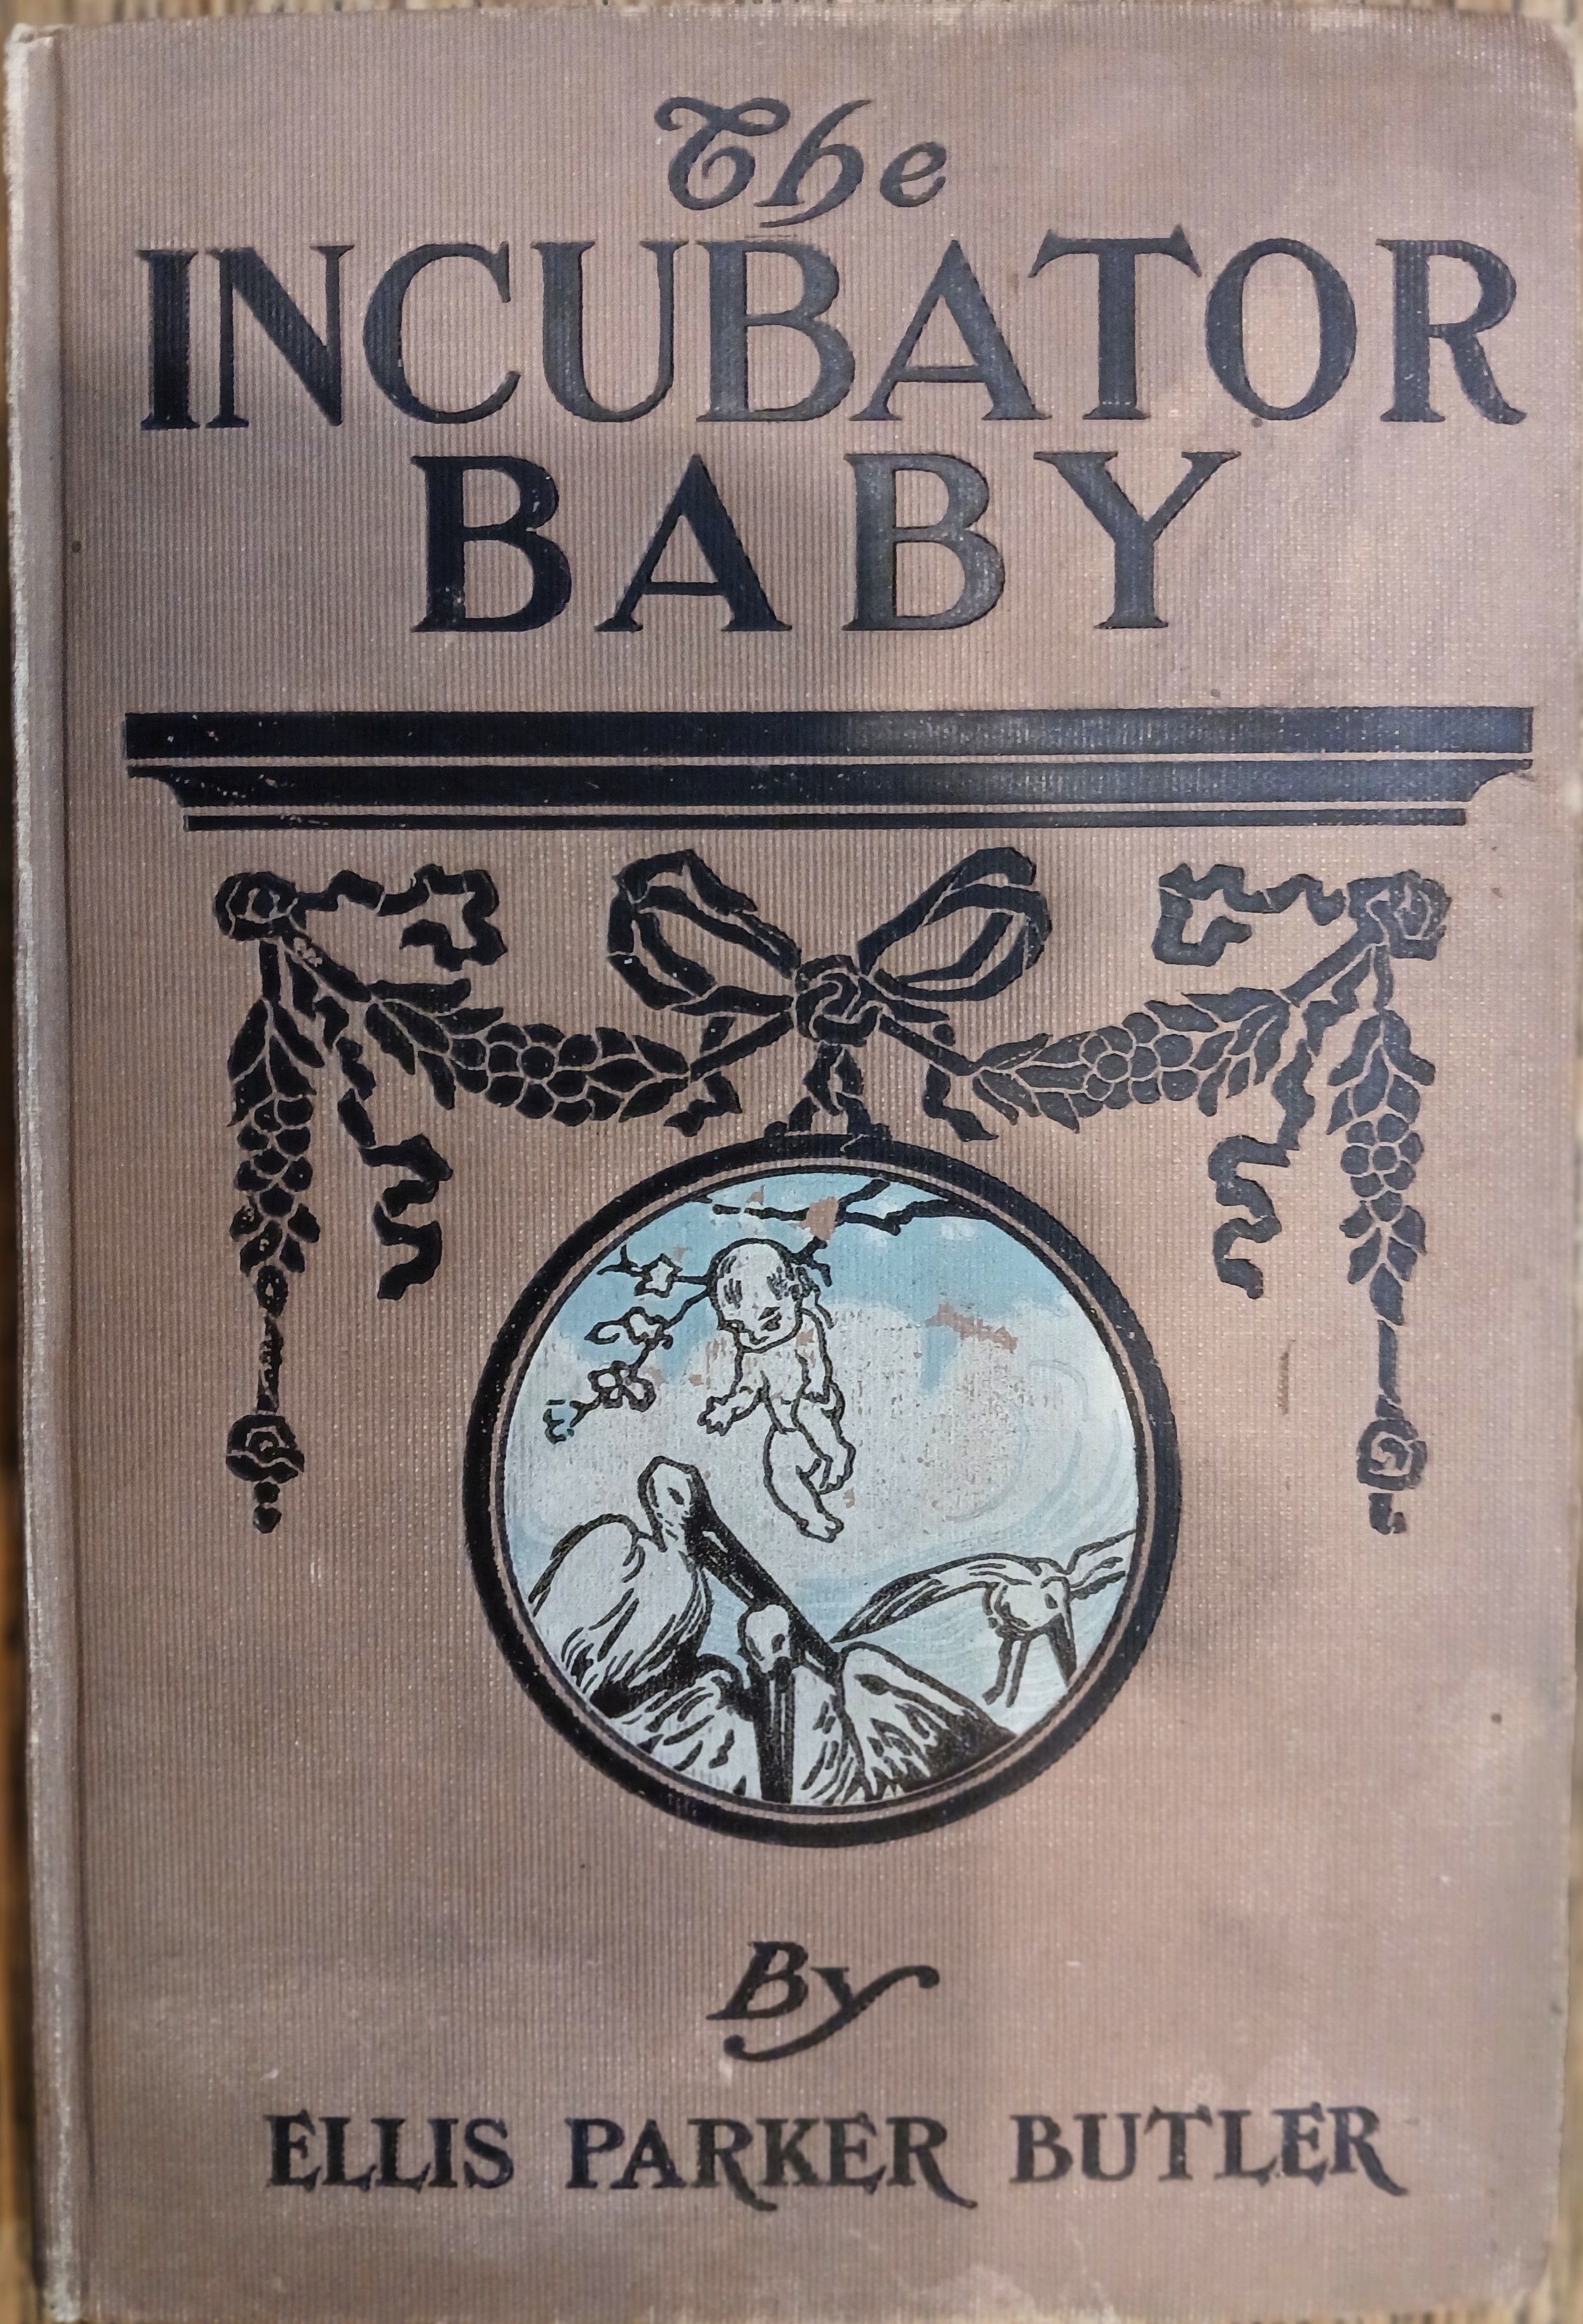 The
INCUBATOR
BABY
By
ELLIS PARKER BUTLER